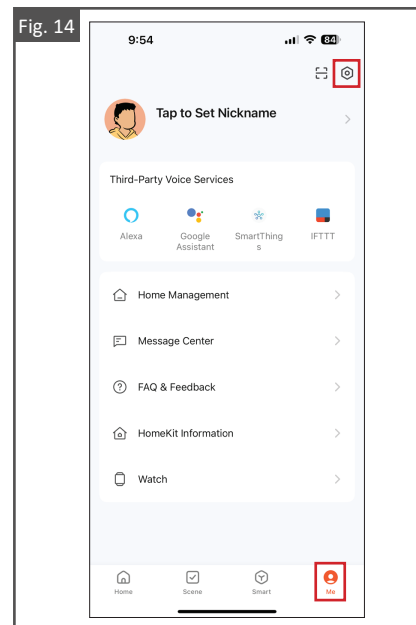 Fig. 14
9:54
84
Tap to Set Nickname
Third-Party Voice Services
Alexa
Google
Assistant
SmartThing
s
IFTTT
Home Management
Message Center
FAQ & Feedback
HomeKit Information
Watch
Home
Scene
Smart
Me